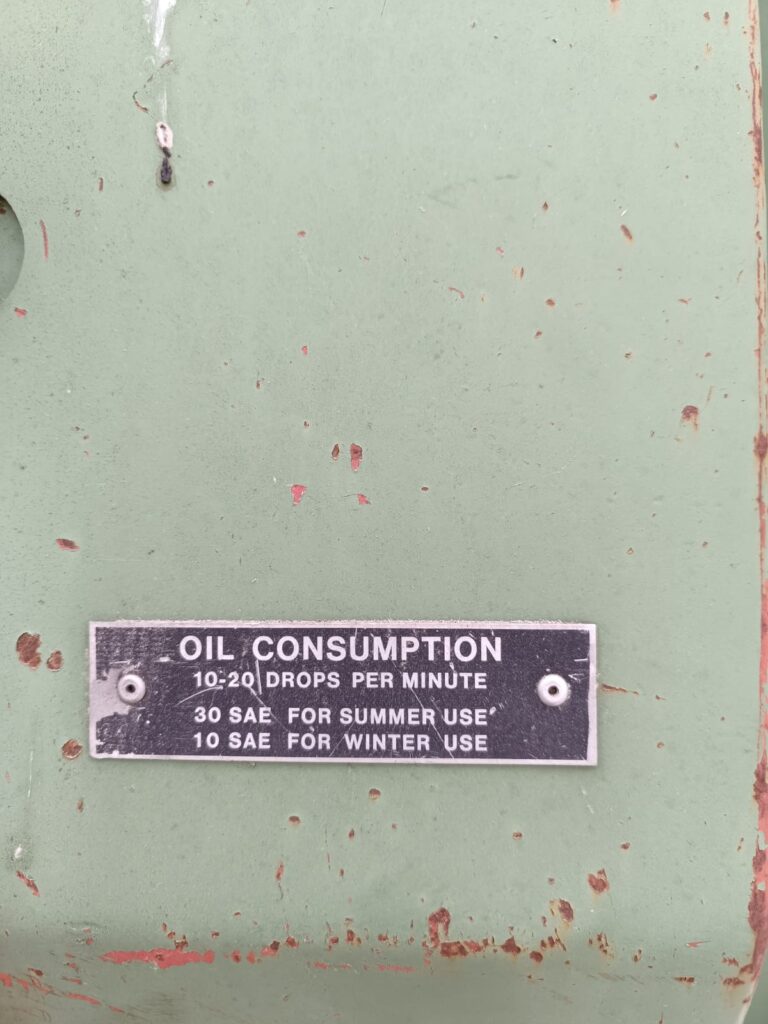 OIL CONSUMPTION
10-20 DROPS PER MINUTE
30 SAE FOR SUMMER USE
10 SAE FOR WINTER USE